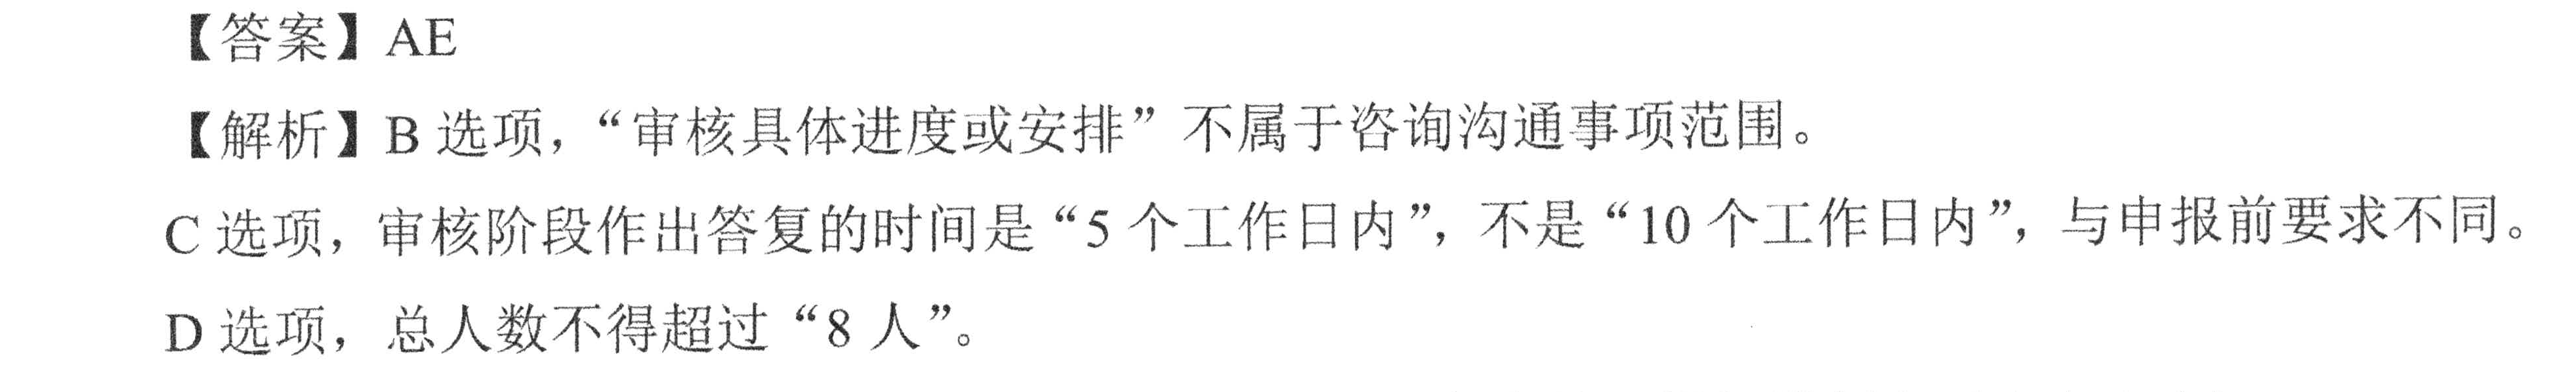 【答案】AE
【解析】B 选项，“审核具体进度或安排”不属于咨询沟通事项范围。
C 选项，审核阶段作出答复的时间是“5 个工作日内”，不是“10 个工作日内”，与申报前要求不同。
D 选项，总人数不得超过“8 人”。